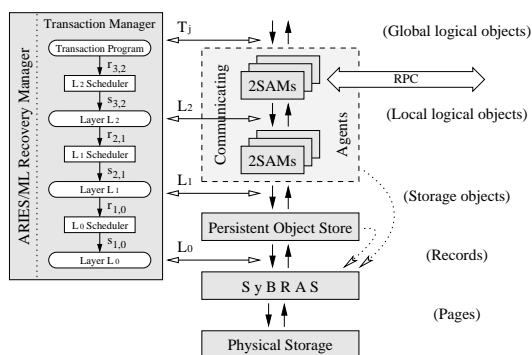 Transaction Manager
ARIES/ML Recovery Manager
Transaction Program
r3,2
L2 Scheduler
s3,2
Layer L2
r2,1
L1 Scheduler
s2,1
Layer L1
r1,0
L0 Scheduler
s1,0
Layer L0
Tj
L2
L1
L0
Communicating
Agents
2SAMs
2SAMs
RPC
Persistent Object Store
S y B R A S
Physical Storage
(Global logical objects)
(Local logical objects)
(Storage objects)
(Records)
(Pages)